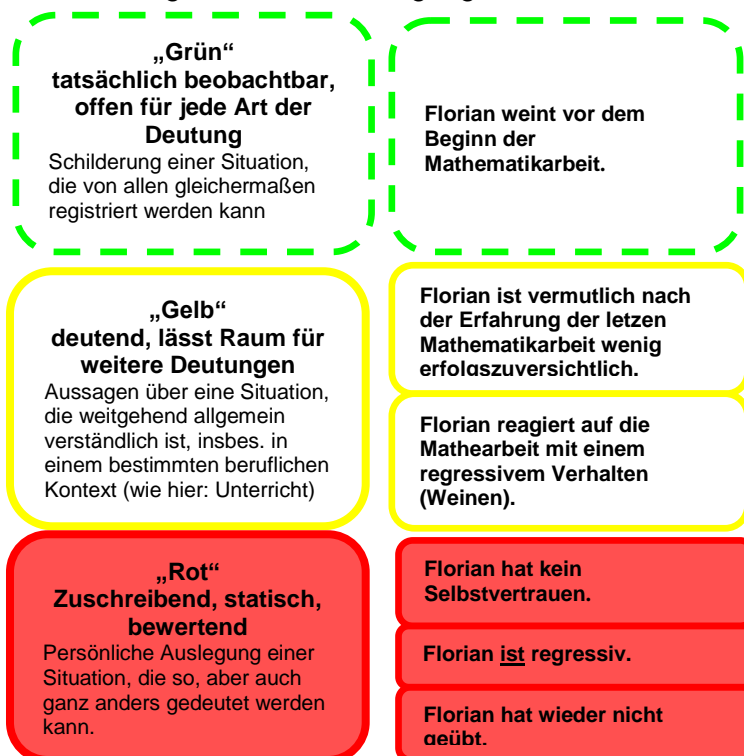 „Grün“
tatsächlich beobachtbar,
offen für jede Art der
Deutung
Schilderung einer Situation,
die von allen gleichermaßen
registriert werden kann
Florian weint vor dem
Beginn der
Mathematikarbeit.
„Gelb“
deutend, lässt Raum für
weitere Deutungen
Aussagen über eine Situation,
die weitgehend allgemein
verständlich ist, insbes. in
einem bestimmten beruflichen
Kontext (wie hier: Unterricht)
Florian ist vermutlich nach
der Erfahrung der letzen
Mathematikarbeit wenig
erfolgszuversichtlich.
Florian reagiert auf die
Mathearbeit mit einem
regressivem Verhalten
(Weinen).
„Rot“
Zuschreibend, statisch,
bewertend
Persönliche Auslegung einer
Situation, die so, aber auch
ganz anders gedeutet werden
kann.
Florian hat kein
Selbstvertrauen.
Florian ist regressiv.
Florian hat wieder nicht
geübt.